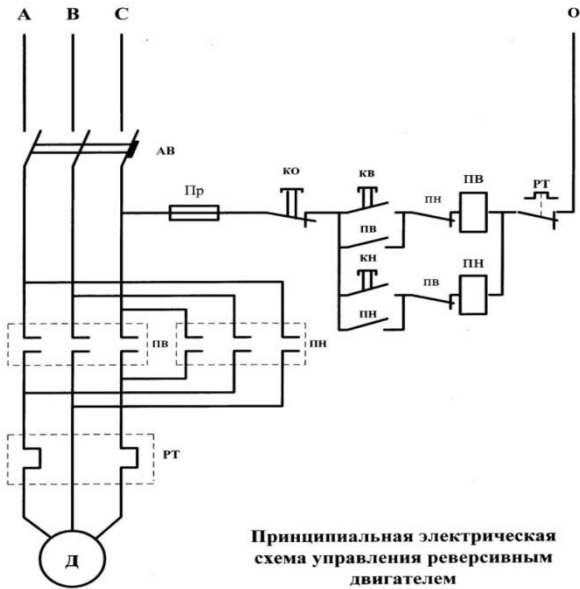 А В С О
АВ
Пр
КО
КВ
ПН
ПВ
РТ
ПВ
КН
ПВ
ПН
ПН
ПВ
ПН
РТ
Д
Принципиальная электрическая
схема управления реверсивным
двигателем